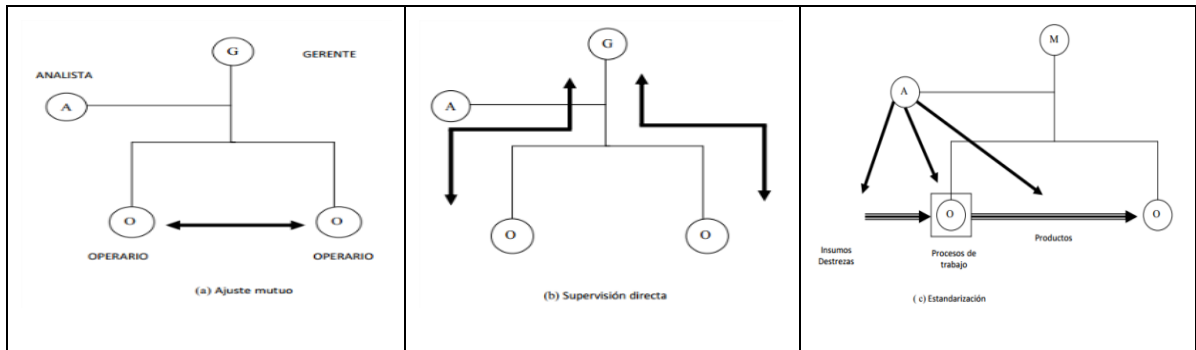 G
GERENTE
ANALISTA
A
O
O
OPERARIO
OPERARIO
(a) Ajuste mutuo
G
A
O
O
(b) Supervisión directa
M
A
O
O
Insumos
Destrezas
Procesos de
trabajo
Productos
( c) Estandarización